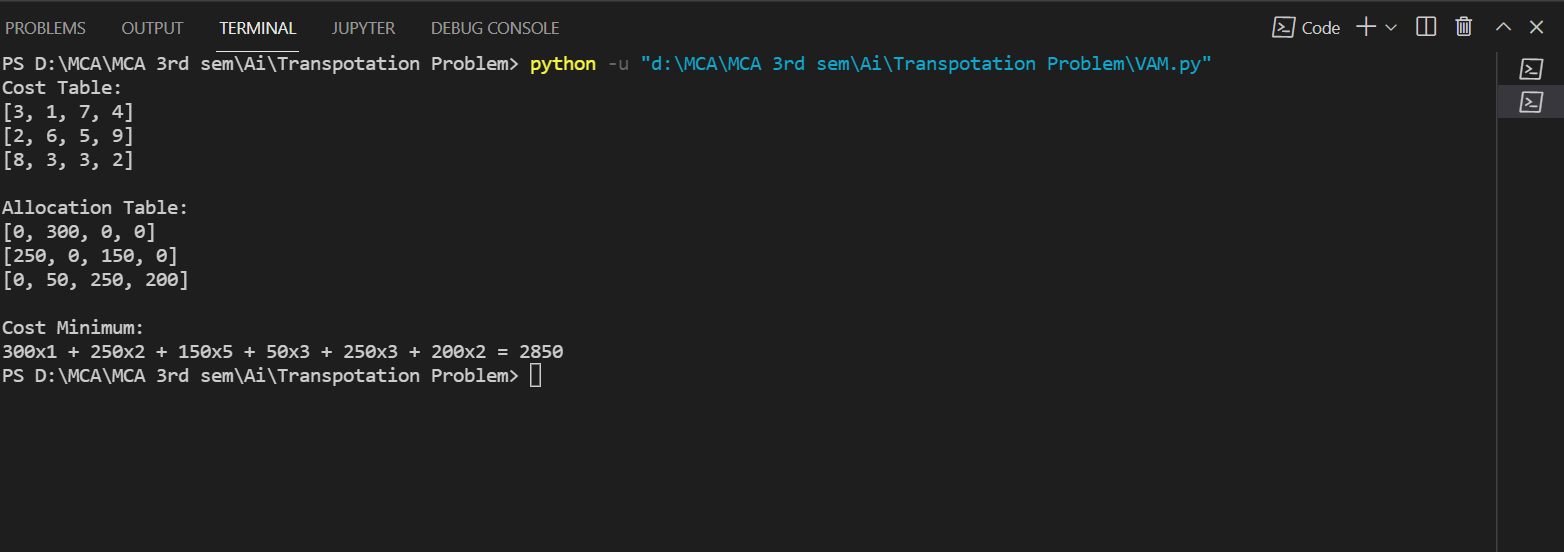 PROBLEMS OUTPUT TERMINAL JUPYTER DEBUG CONSOLE Code
PS D:\MCA\MCA 3rd sem\Ai\Transpotation Problem> python -u "d:\MCA\MCA 3rd sem\Ai\Transpotation Problem\VAM.py"
Cost Table:
[3, 1, 7, 4]
[2, 6, 5, 9]
[8, 3, 3, 2]
Allocation Table:
[0, 300, 0, 0]
[250, 0, 150, 0]
[0, 50, 250, 200]
Cost Minimum:
300x1 + 250x2 + 150x5 + 50x3 + 250x3 + 200x2 = 2850
PS D:\MCA\MCA 3rd sem\Ai\Transpotation Problem>